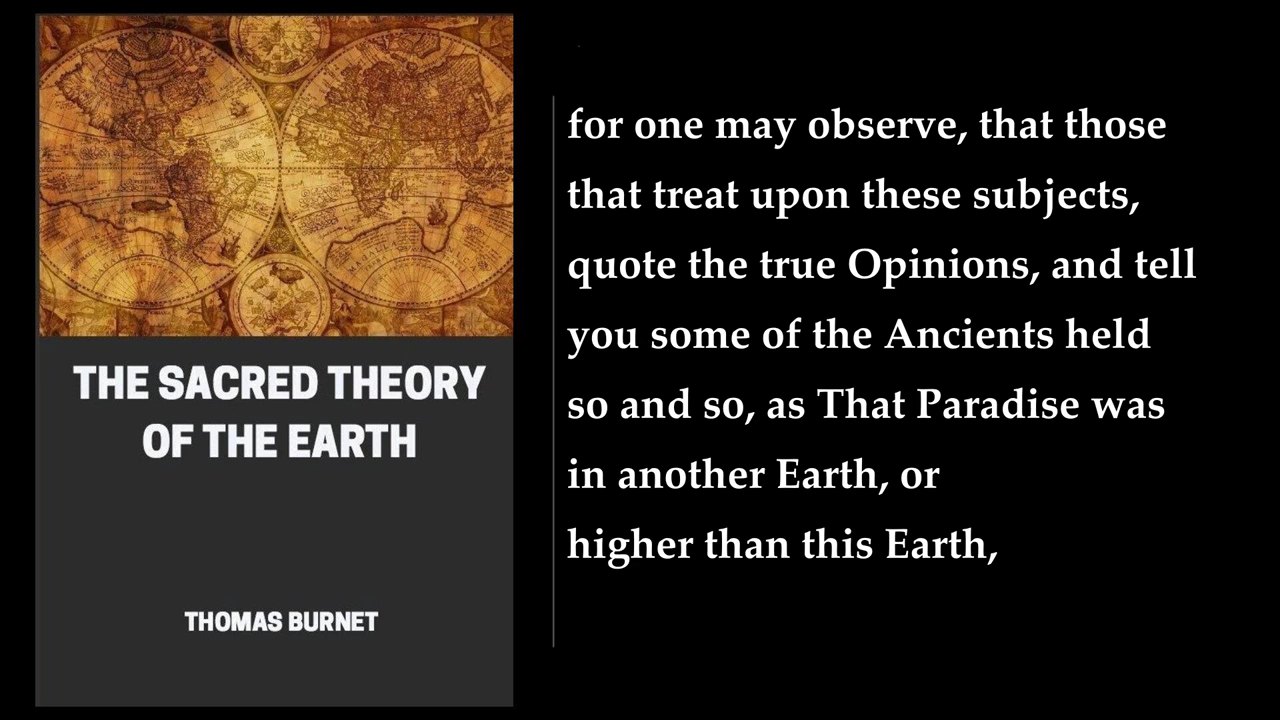 THE SACRED THEORY
OF THE EARTH
THOMAS BURNET
for one may observe, that those
that treat upon these subjects,
quote the true Opinions, and tell
you some of the Ancients held
so and so, as That Paradise was
in another Earth, or
higher than this Earth,